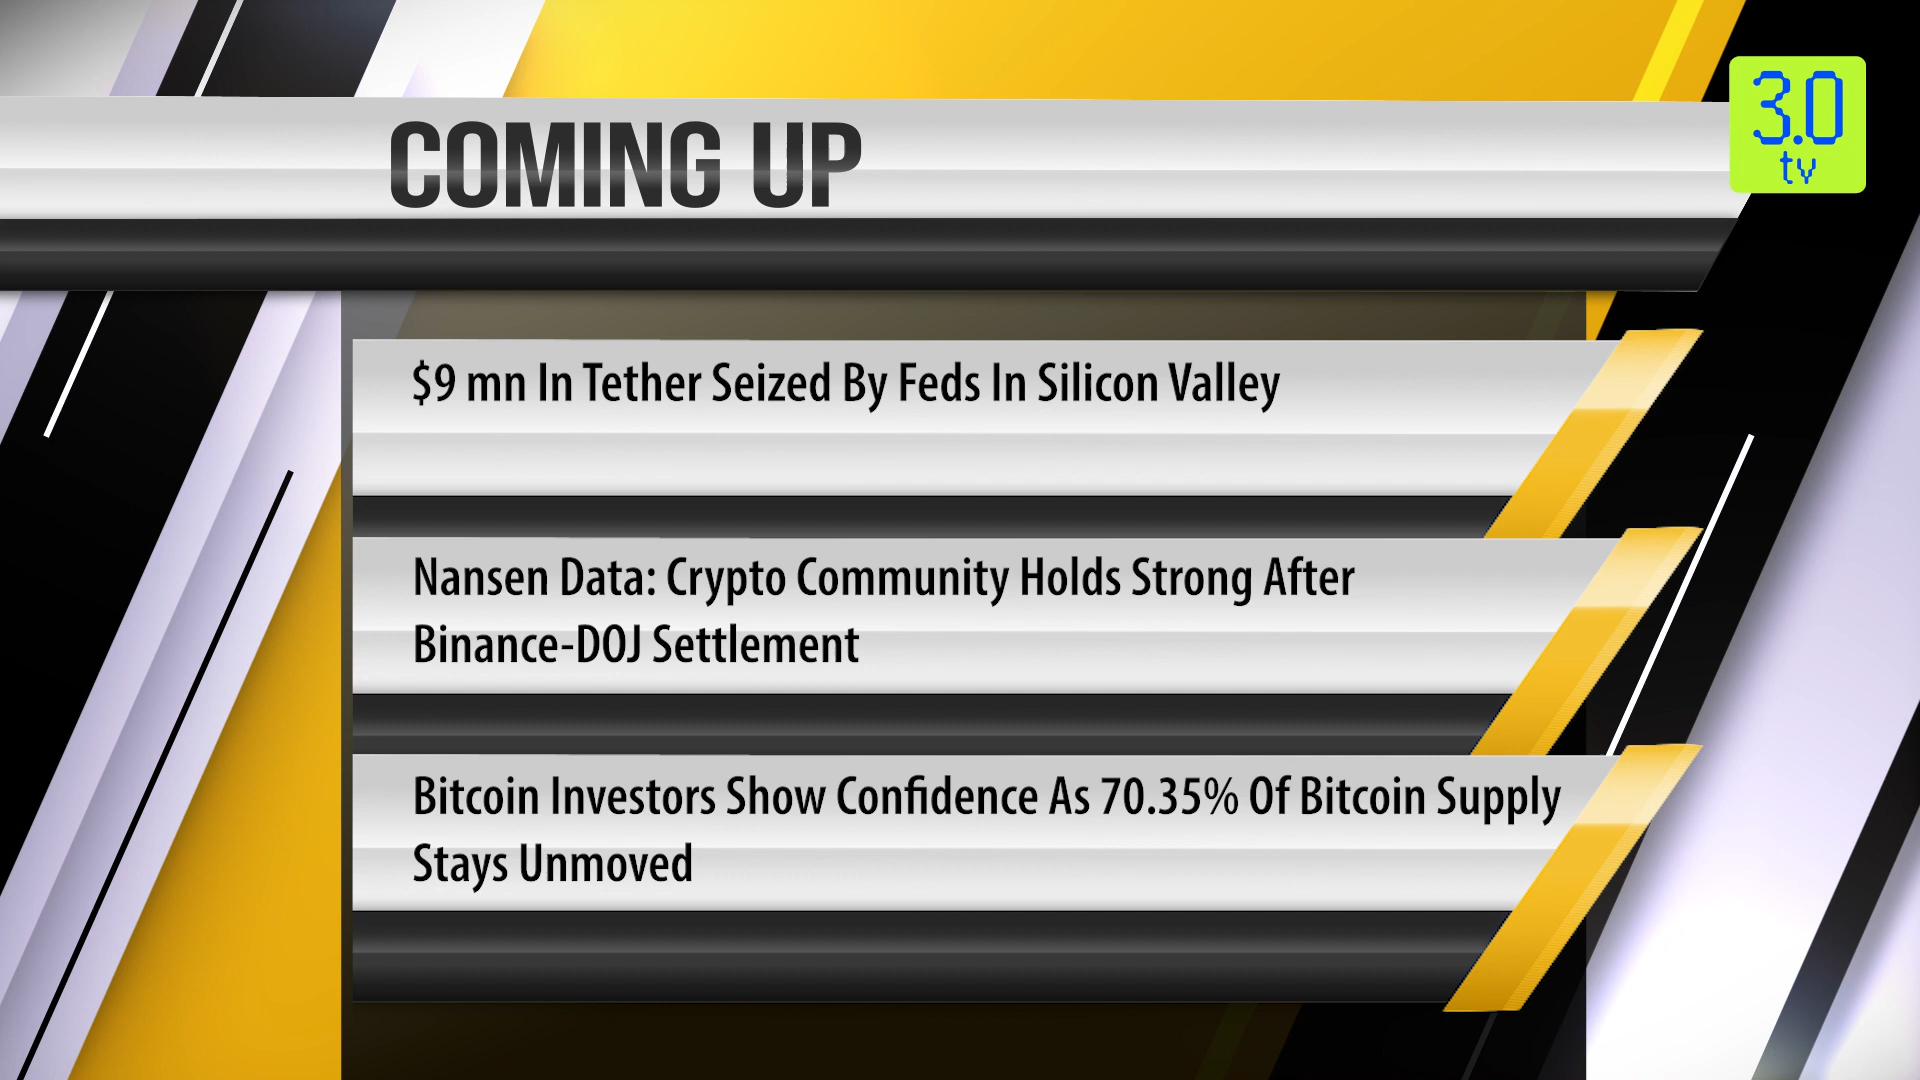 COMING UP
3.0
tv
$9 mn In Tether Seized By Feds In Silicon Valley
Nansen Data: Crypto Community Holds Strong After
Binance-DOJ Settlement
Bitcoin Investors Show Confidence As 70.35% Of Bitcoin Supply
Stays Unmoved